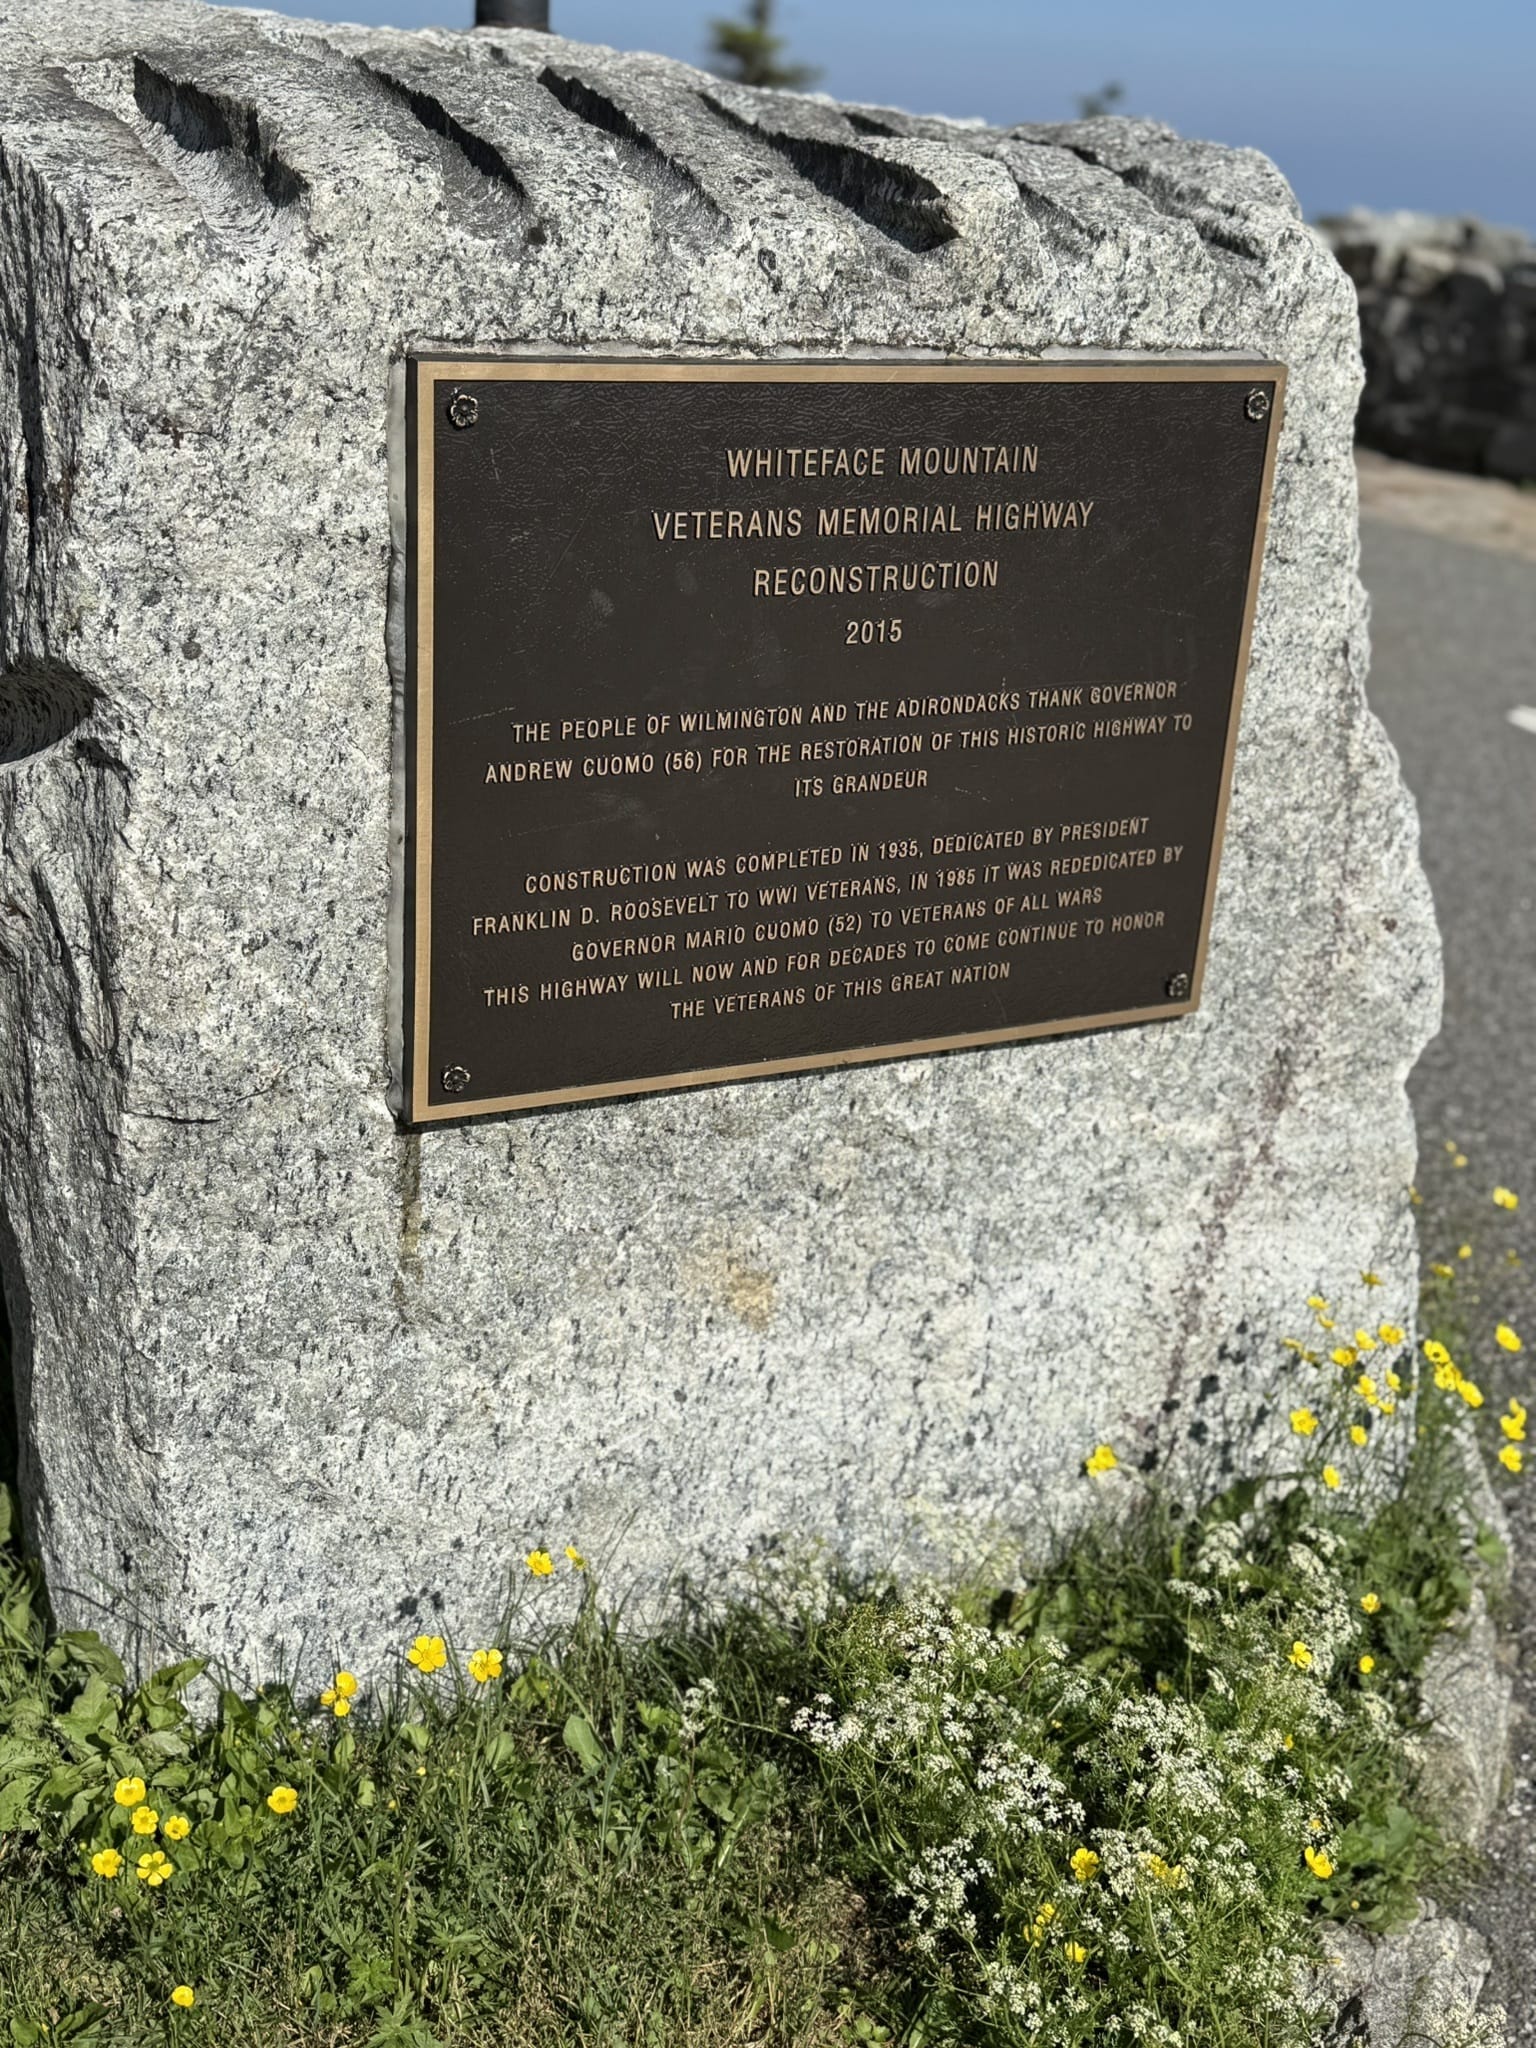 WHITEFACE MOUNTAIN
VETERANS MEMORIAL HIGHWAY
RECONSTRUCTION
2015
THE PEOPLE OF WILMINGTON AND THE ADIRONDACKS THANK GOVERNOR
ANDREW CUOMO (56) FOR THE RESTORATION OF THIS HISTORIC HIGHWAY TO
ITS GRANDEUR
CONSTRUCTION WAS COMPLETED IN 1935, DEDICATED BY PRESIDENT
FRANKLIN D. ROOSEVELT TO WWI VETERANS, IN 1985 IT WAS REDEDICATED BY
GOVERNOR MARIO CUOMO (52) TO VETERANS OF ALL WARS
THIS HIGHWAY WILL NOW AND FOR DECADES TO COME CONTINUE TO HONOR
THE VETERANS OF THIS GREAT NATION